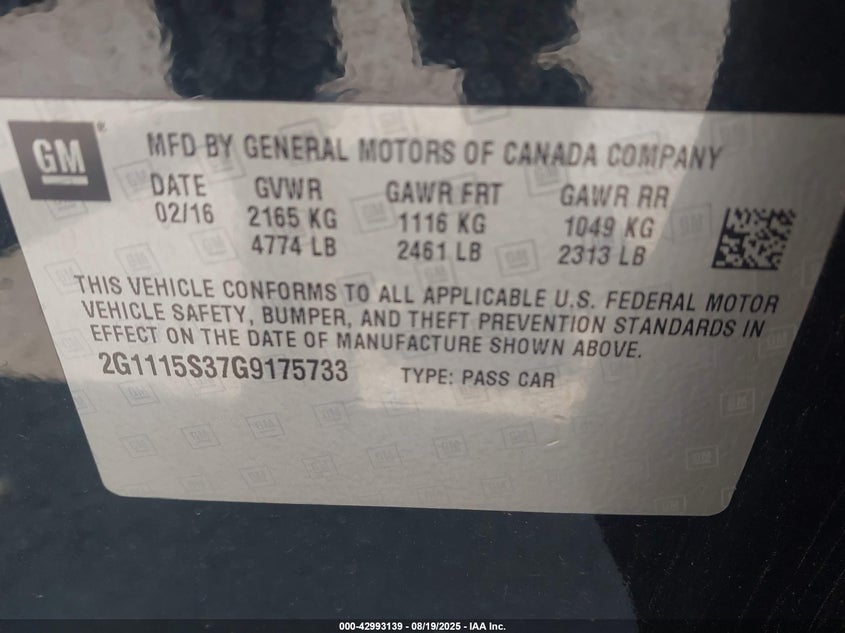 GM
MFD BY GENERAL MOTORS OF CANADA COMPANY
DATE GVWR GAWR FRT GAWR RR
02/16 2165 KG 1116 KG 1049 KG
4774 LB 2461 LB 2313 LB
THIS VEHICLE CONFORMS TO ALL APPLICABLE U.S. FEDERAL MOTOR
VEHICLE SAFETY, BUMPER, AND THEFT PREVENTION STANDARDS IN
EFFECT ON THE DATE OF MANUFACTURE SHOWN ABOVE.
2G1115S37G9175733 TYPE: PASS CAR
000-42993139 - 08/19/2025 - IAA Inc.